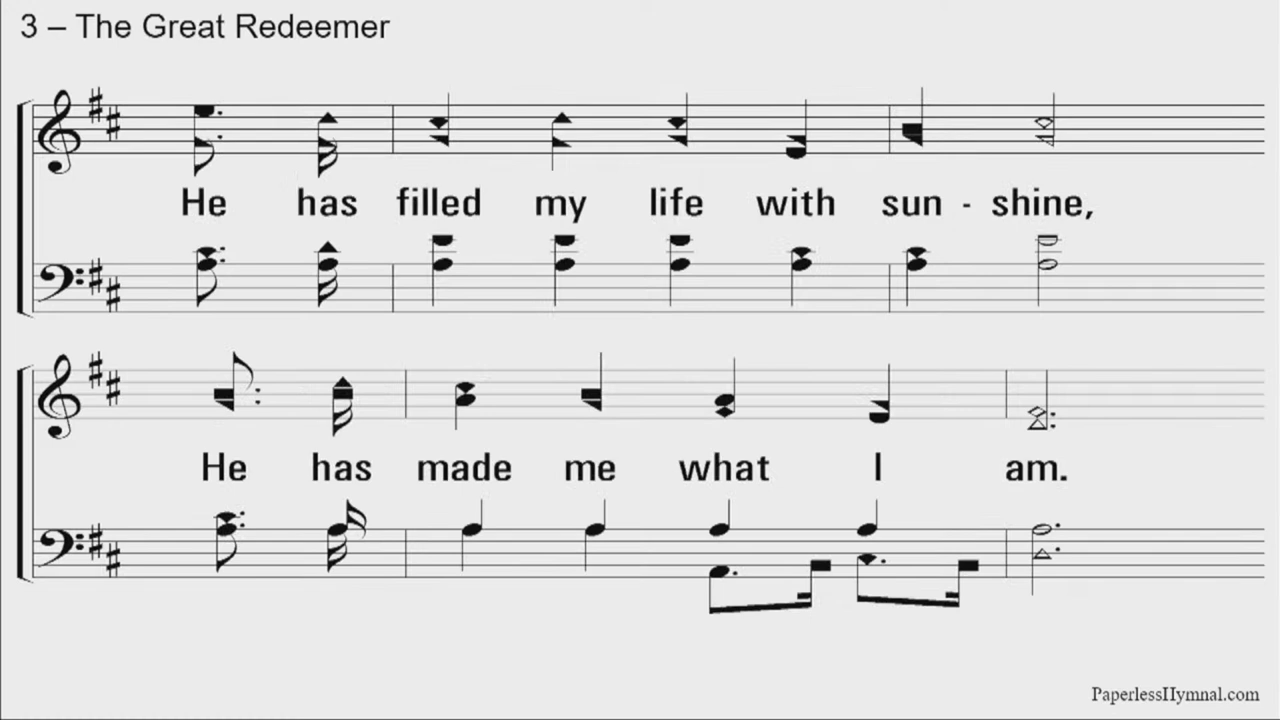 3 – The Great Redeemer
He has filled my life with sun - shine,
He has made me what I am.
PaperlessHymnal.com